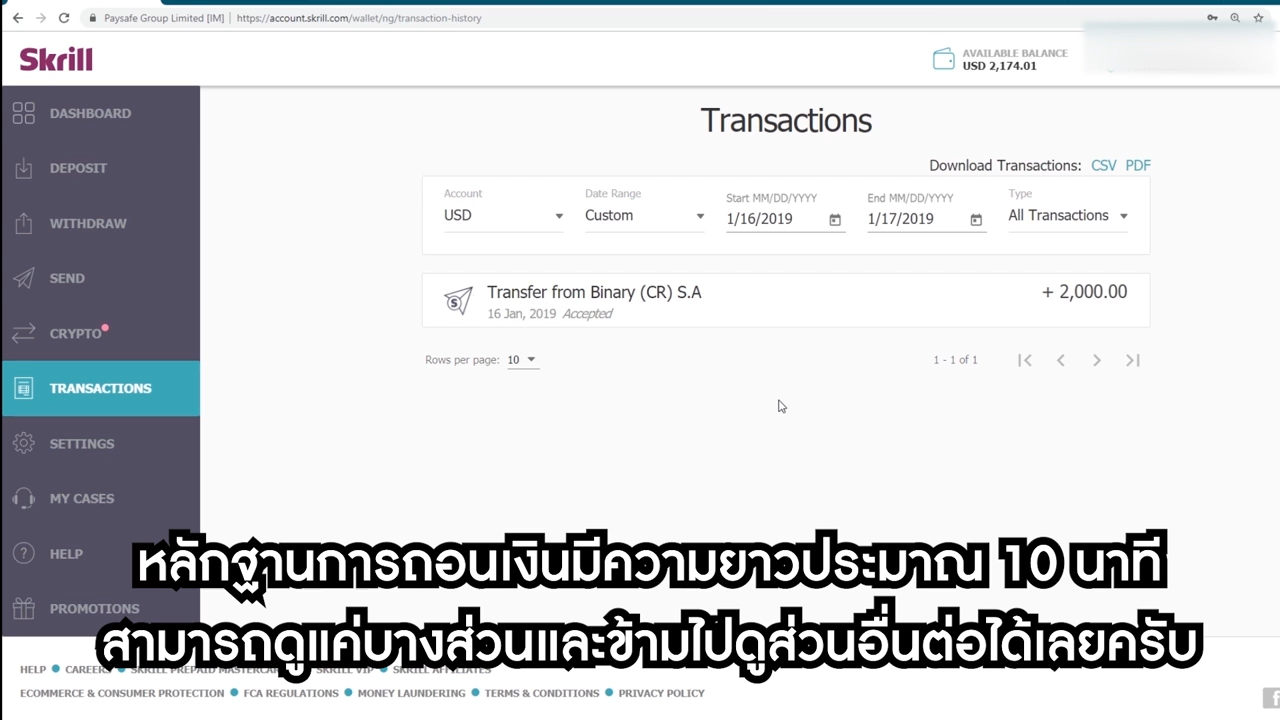 Paysafe Group Limited [IM] | https://account.skrill.com/wallet/ng/transaction-history
Skrill
AVAILABLE BALANCE
USD 2,174.01
DASHBOARD
DEPOSIT
WITHDRAW
SEND
CRYPTO
TRANSACTIONS
SETTINGS
MY CASES
HELP
PROMOTIONS
Transactions
Download Transactions: CSV PDF
Account
USD
Date Range
Custom
Start MM/DD/YYYY
1/16/2019
End MM/DD/YYYY
1/17/2019
Type
All Transactions
Transfer from Binary (CR) S.A
+ 2,000.00
16 Jan, 2019 Accepted
Rows per page: 10
1 - 1 of 1
หลักฐานการถอนเงินมีความยาวประมาณ 10 นาที
สามารถดูแค่บางส่วนและข้ามไปดูส่วนอื่นต่อได้เลยครับ
HELP CAREERS SKRILL PREPAID MASTERCARD SKRILL VIP SKRILL AFFILIATES
ECOMMERCE & CONSUMER PROTECTION FCA REGULATIONS MONEY LAUNDERING TERMS & CONDITIONS PRIVACY POLICY